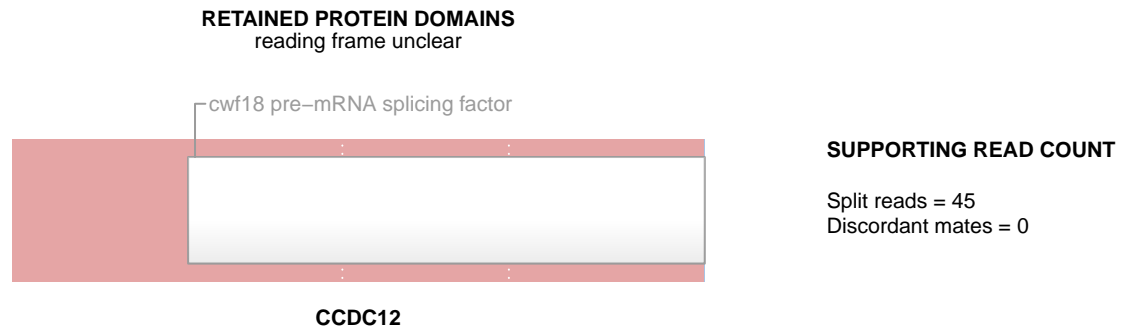 RETAINED PROTEIN DOMAINS
reading frame unclear
cwf18 pre−mRNA splicing factor
SUPPORTING READ COUNT
Split reads = 45
Discordant mates = 0
CCDC12